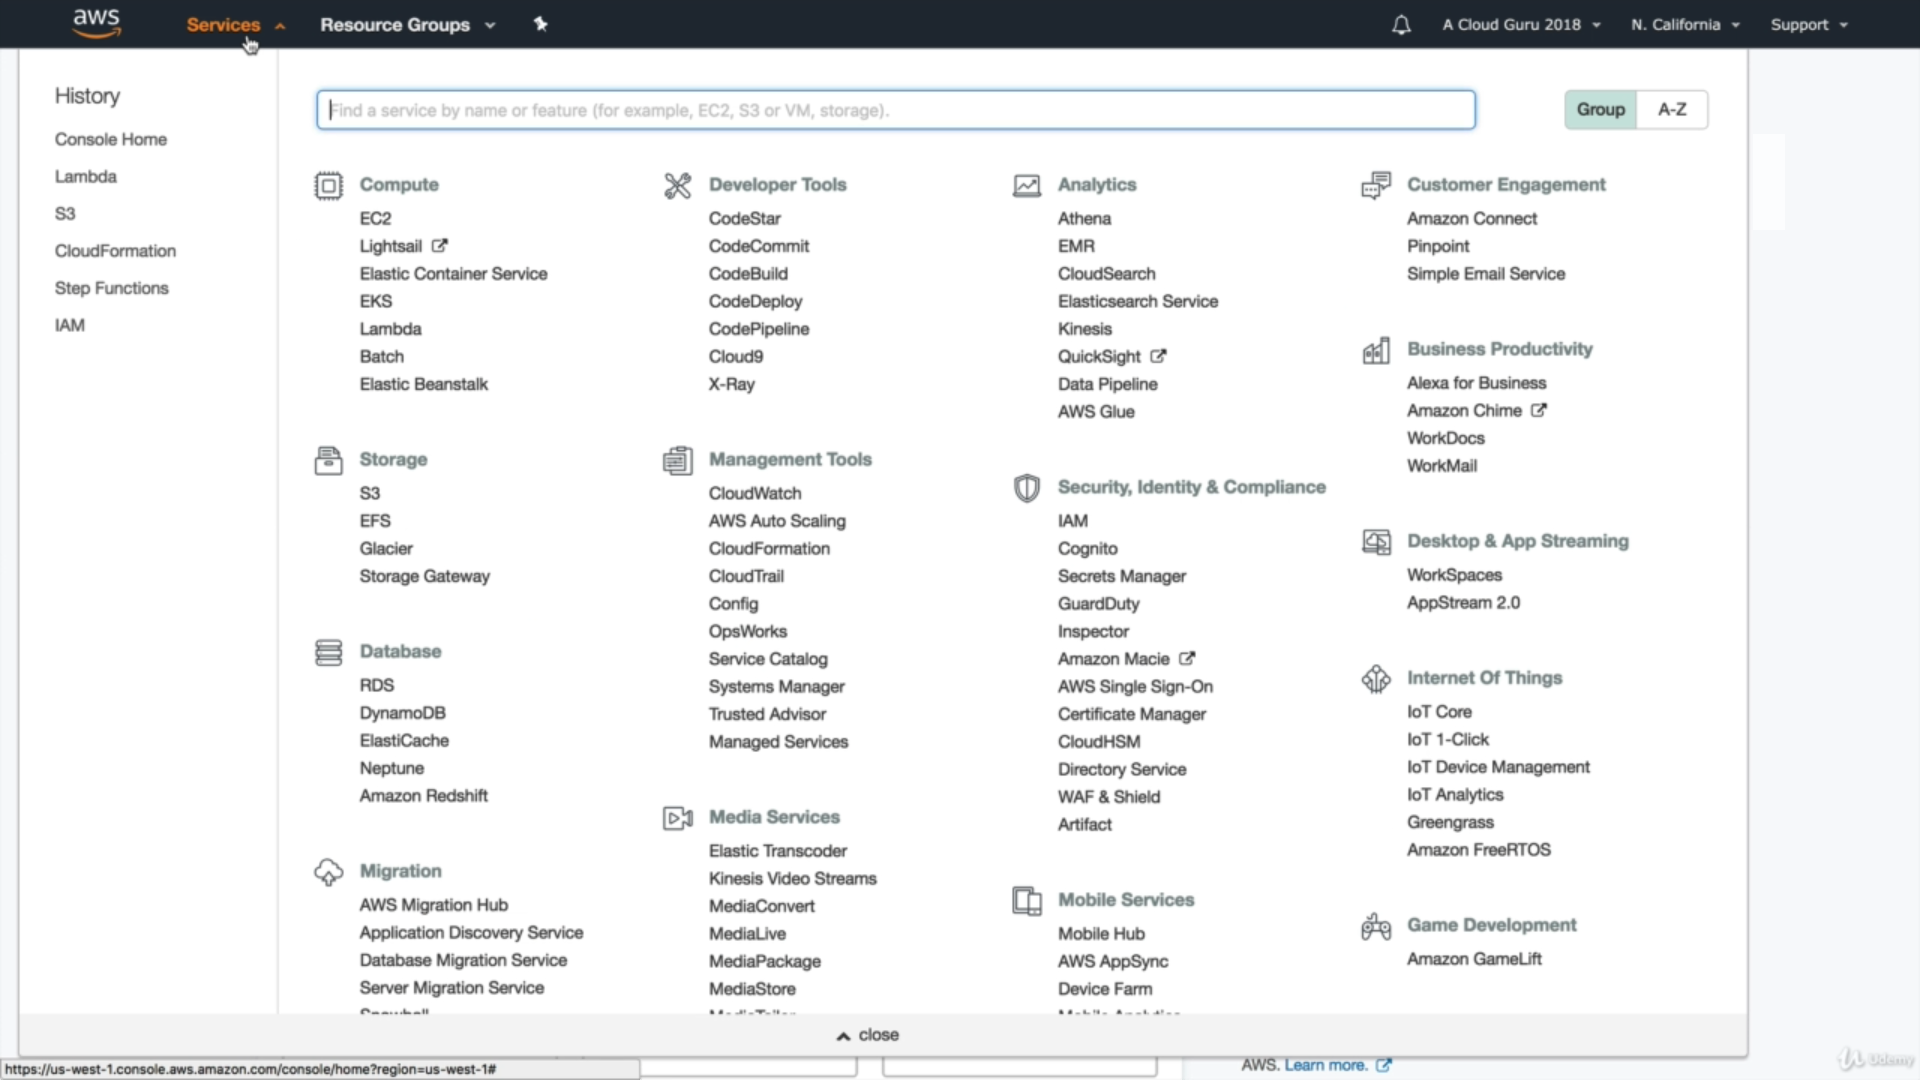 aws
Services
Resource Groups
A Cloud Guru 2018
N. California
Support
History
Console Home
Lambda
S3
CloudFormation
Step Functions
IAM
Find a service by name or feature (for example, EC2, S3 or VM, storage).
Group
A-Z
Compute
EC2
Lightsail
Elastic Container Service
EKS
Lambda
Batch
Elastic Beanstalk
Storage
S3
EFS
Glacier
Storage Gateway
Database
RDS
DynamoDB
ElastiCache
Neptune
Amazon Redshift
Migration
AWS Migration Hub
Application Discovery Service
Database Migration Service
Server Migration Service
Snowball
Developer Tools
CodeStar
CodeCommit
CodeBuild
CodeDeploy
CodePipeline
Cloud9
X-Ray
Management Tools
CloudWatch
AWS Auto Scaling
CloudFormation
CloudTrail
Config
OpsWorks
Service Catalog
Systems Manager
Trusted Advisor
Managed Services
Media Services
Elastic Transcoder
Kinesis Video Streams
MediaConvert
MediaLive
MediaPackage
MediaStore
MediaTailor
Analytics
Athena
EMR
CloudSearch
Elasticsearch Service
Kinesis
QuickSight
Data Pipeline
AWS Glue
Security, Identity & Compliance
IAM
Cognito
Secrets Manager
GuardDuty
Inspector
Amazon Macie
AWS Single Sign-On
Certificate Manager
CloudHSM
Directory Service
WAF & Shield
Artifact
Mobile Services
Mobile Hub
AWS AppSync
Device Farm
Mobile Analytics
Customer Engagement
Amazon Connect
Pinpoint
Simple Email Service
Business Productivity
Alexa for Business
Amazon Chime
WorkDocs
WorkMail
Desktop & App Streaming
WorkSpaces
AppStream 2.0
Internet Of Things
IoT Core
IoT 1-Click
IoT Device Management
IoT Analytics
Greengrass
Amazon FreeRTOS
Game Development
Amazon GameLift
close
AWS. Learn more.
https://us-west-1.console.aws.amazon.com/console/home?region=us-west-1#
Udemy